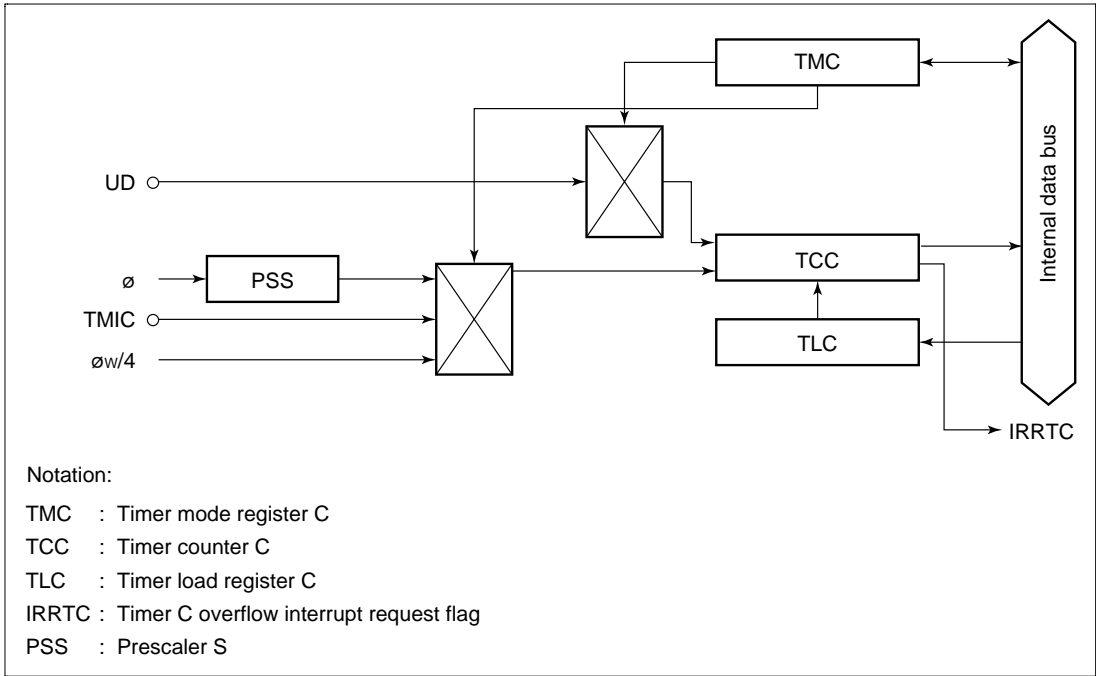 TMC
UD
Internal data bus
TCC
ø
PSS
TMIC
TLC
øw/4
IRRTC
Notation:
TMC : Timer mode register C
TCC : Timer counter C
TLC : Timer load register C
IRRTC : Timer C overflow interrupt request flag
PSS : Prescaler S